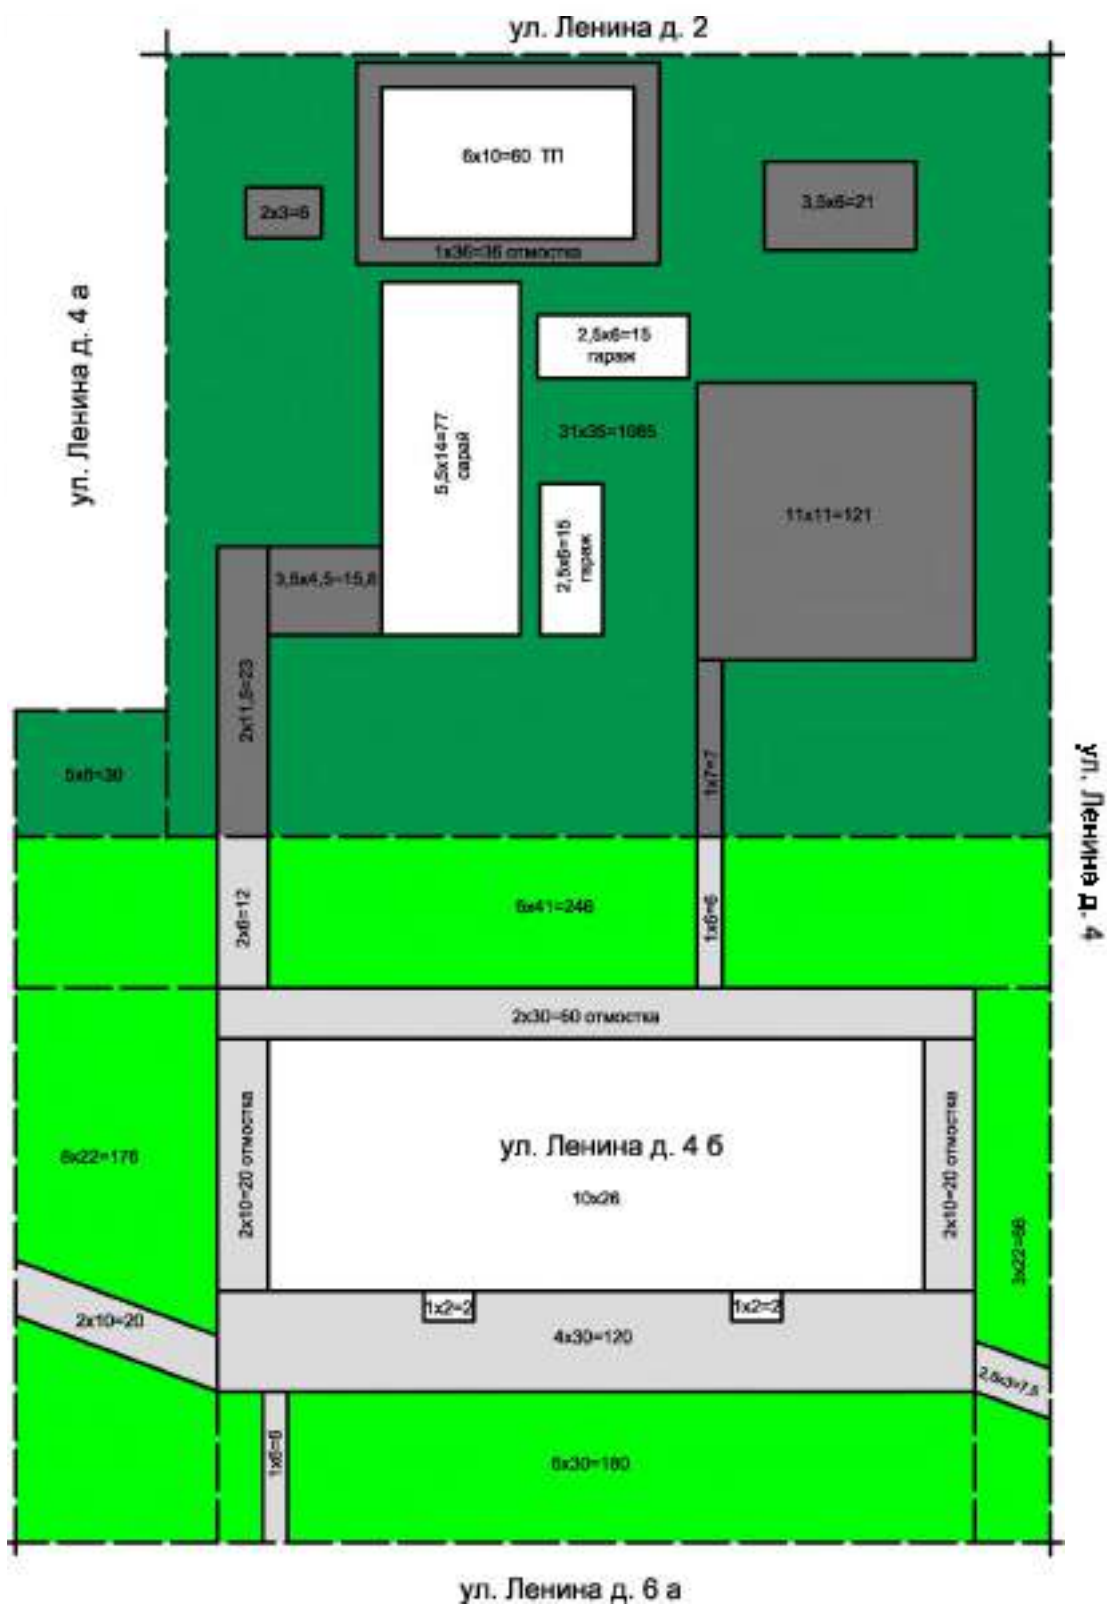 ул. Ленина д. 2
6x10=60 ТП
2x3=6
3,5x6=21
1x36=36 отмостка
ул. Ленина д. 4 а
2,5x6=15
гараж
31x35=1085
5,5x14=77
сарай
11x11=121
2,5x6=15
гараж
3,5x4,5=15,8
2x11,5=23
5x6=30
1x7=7
ул. Ленина д. 4
2x6=12
6x41=246
1x6=6
2x30=60 отмостка
2x10=20 отмостка
ул. Ленина д. 4 б
10x26
2x10=20 отмостка
8x22=176
3x22=66
1x2=2
1x2=2
2x10=20
4x30=120
2,5x3=7,5
1x6=6
6x30=180
ул. Ленина д. 6 а